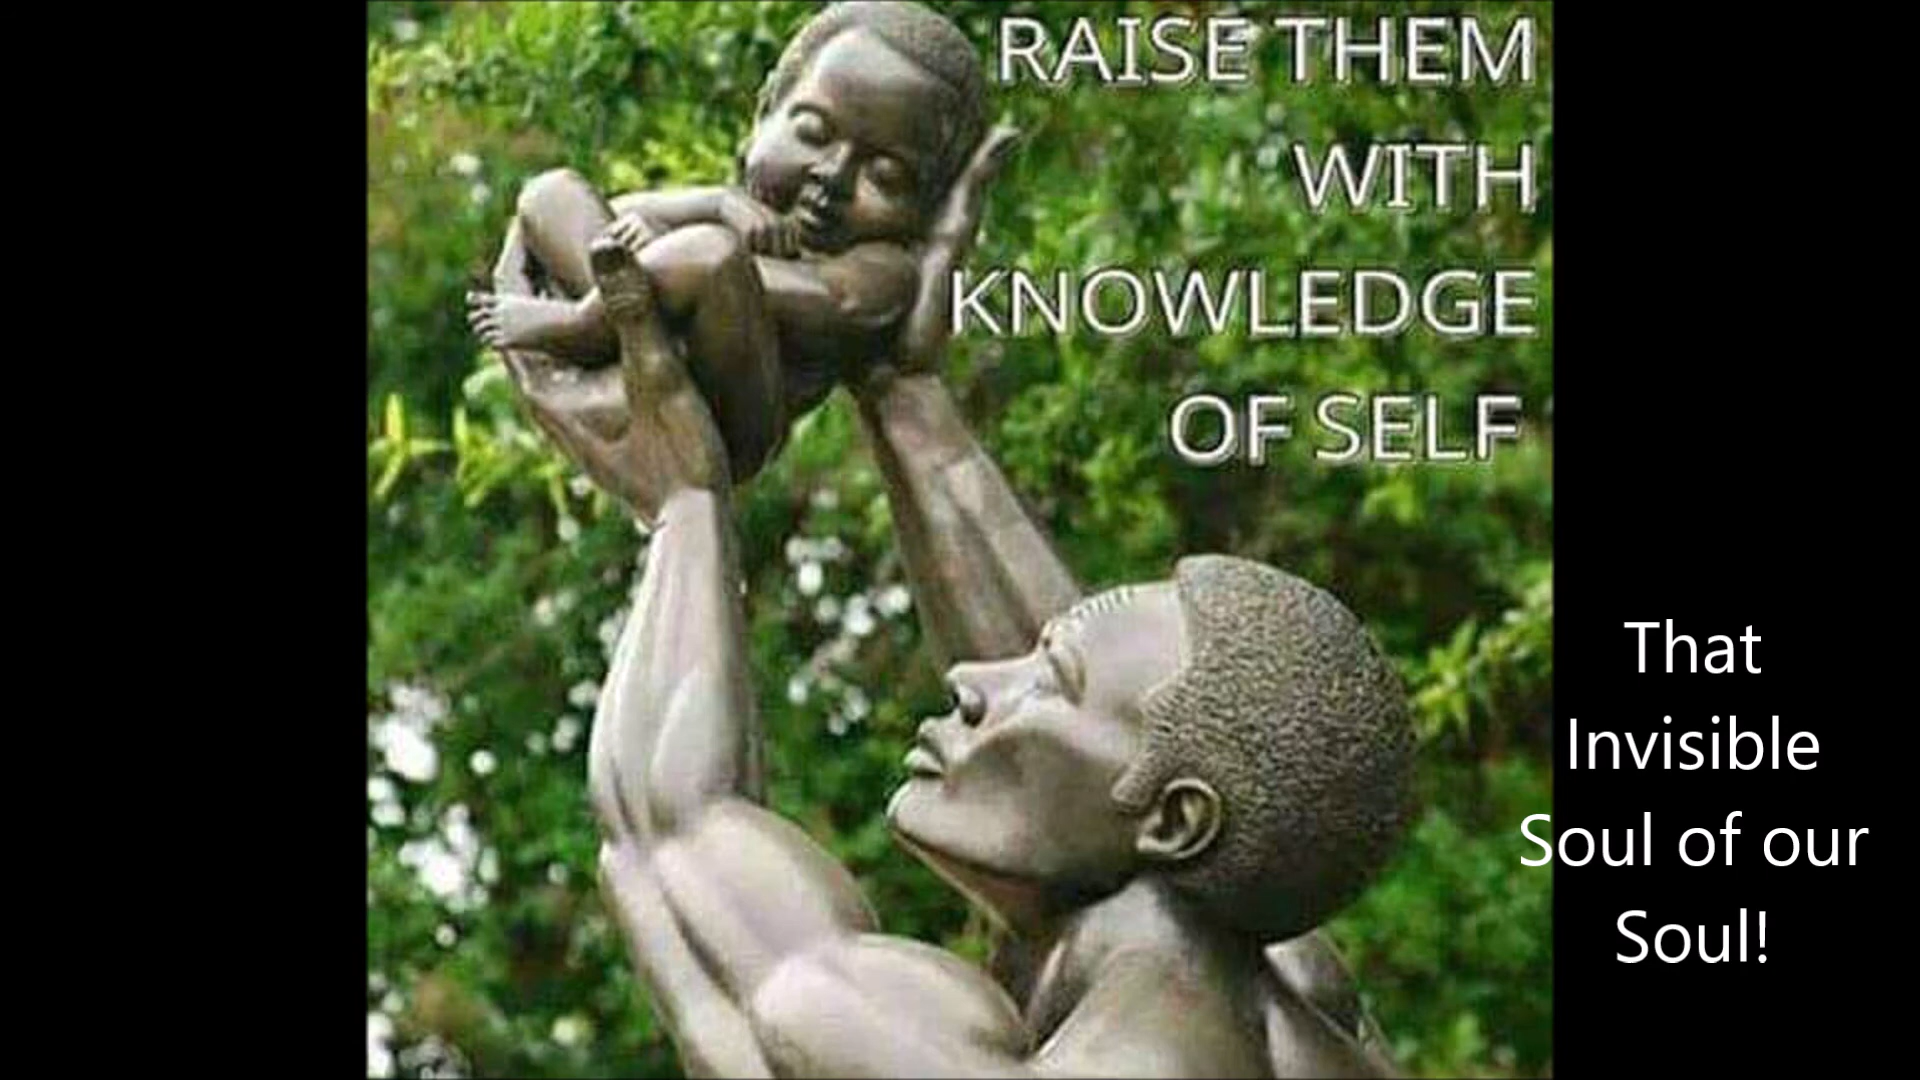 RAISE THEM
WITH
KNOWLEDGE
OF SELF
That
Invisible
Soul of our
Soul!